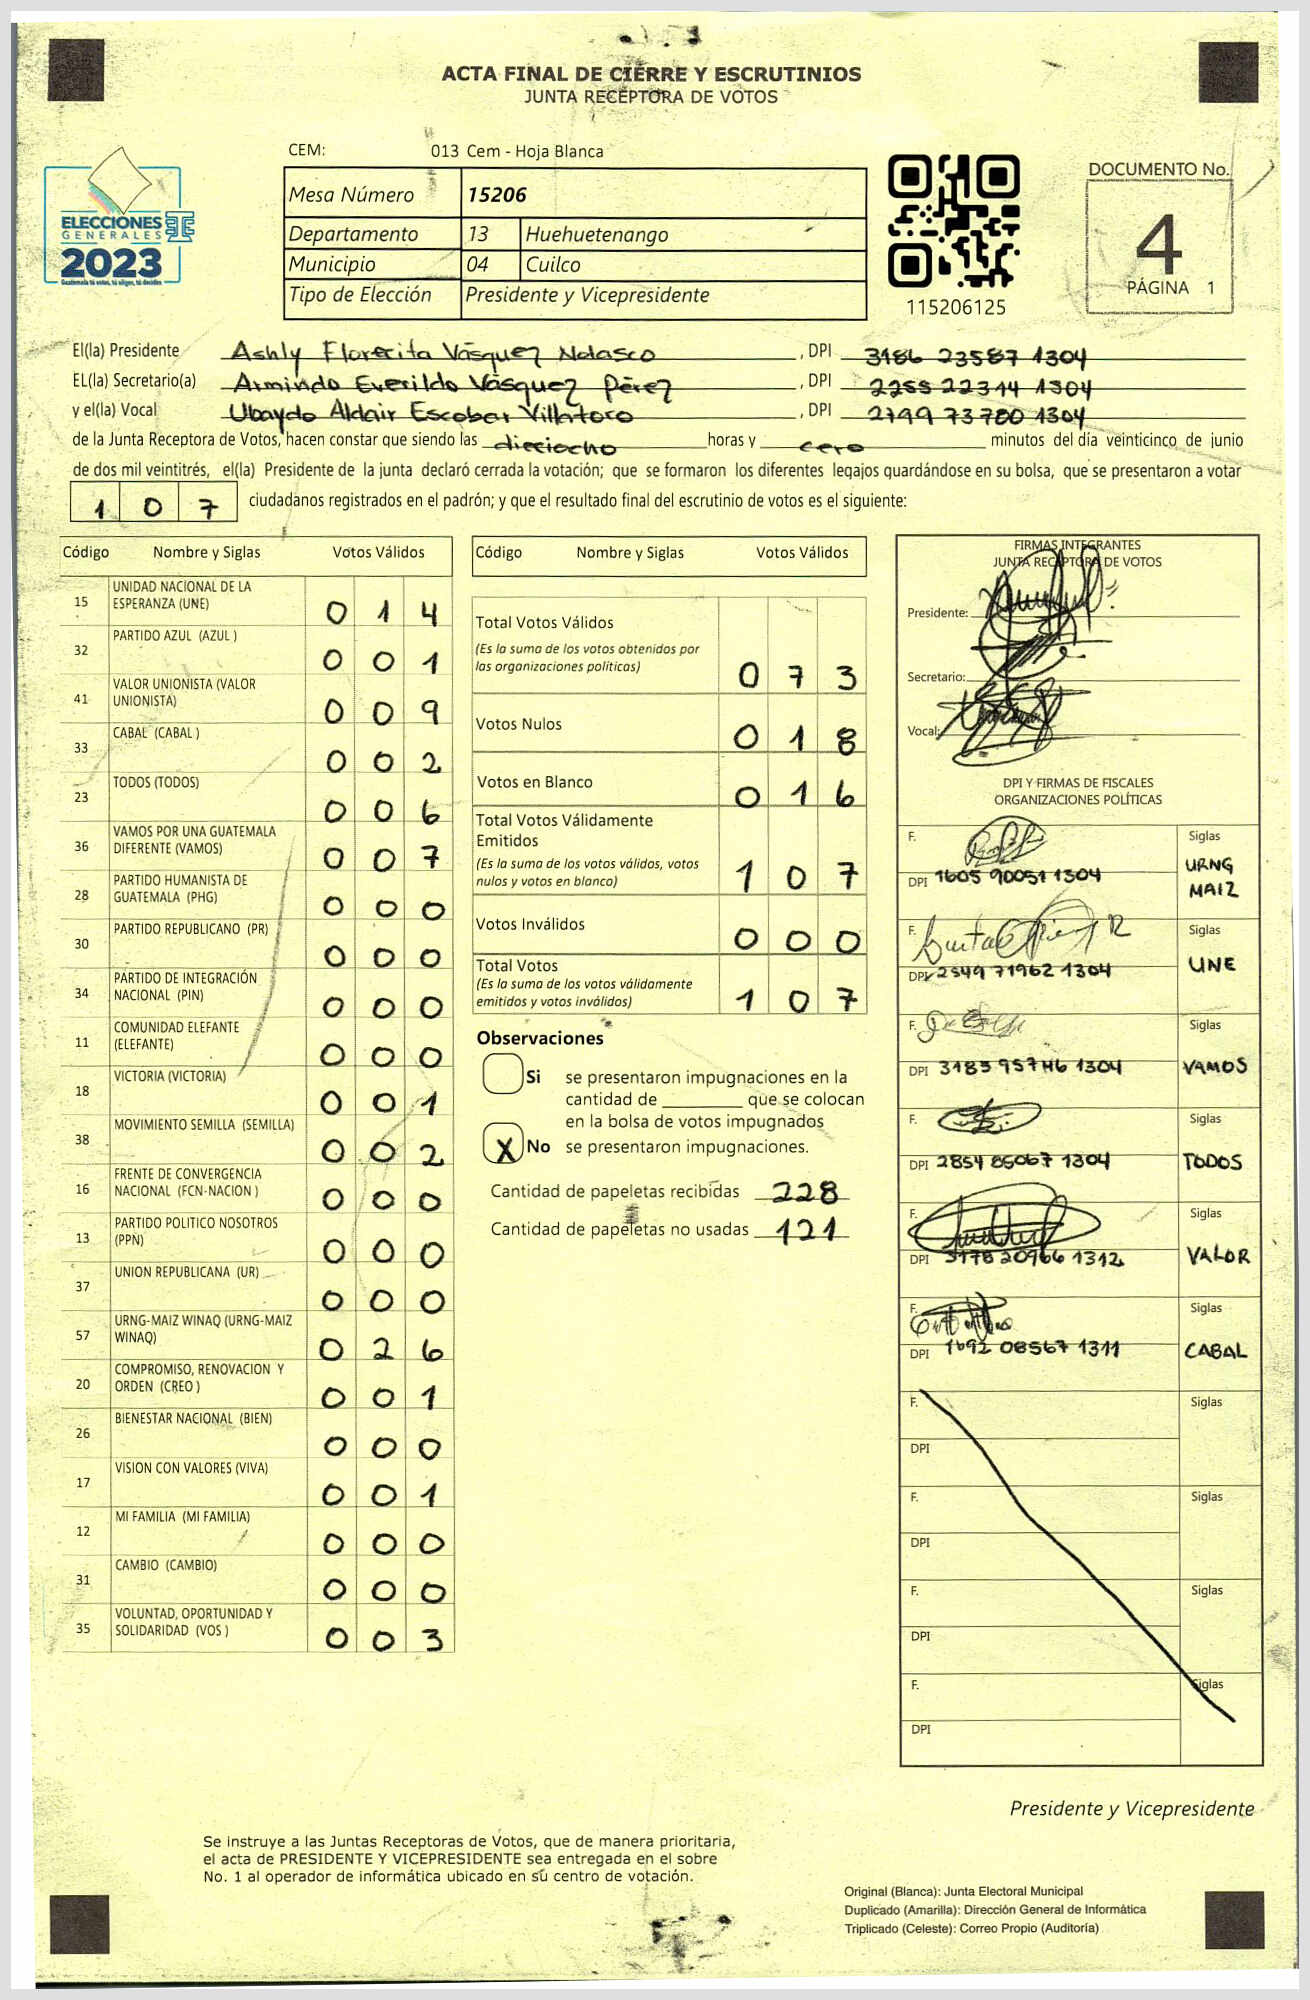 ACTA FINAL DE CIERRE Y ESCRUTINIOS
JUNTA RECEPTORA DE VOTOS
CEM: 013 Cem - Hoja Blanca
ELECCIONES
GENERALES
2023
Guatemala tú votas, tú eliges, tú decides
Mesa Número 15206
Departamento 13 Huehuetenango
Municipio 04 Cuilco
Tipo de Elección Presidente y Vicepresidente
115206125
DOCUMENTO No.
4
PÁGINA 1
El(la) Presidente Ashly Florecita Vásquez Nolasco, DPI 3186 23587 1304
EL(la) Secretario(a) Armindo Everildo Vásquez Pérez, DPI 2255 22314 1304
y el(la) Vocal Ubaydo Aldair Escobar Villatoro, DPI 2799 73780 1304
de la Junta Receptora de Votos, hacen constar que siendo las dieciocho horas y cero minutos del día veinticinco de junio
de dos mil veintitrés, el(la) Presidente de la junta declaró cerrada la votación; que se formaron los diferentes legajos guardándose en su bolsa, que se presentaron a votar
107 ciudadanos registrados en el padrón; y que el resultado final del escrutinio de votos es el siguiente:
Código Nombre y Siglas Votos Válidos
15 UNIDAD NACIONAL DE LA ESPERANZA (UNE) 0 1 4
32 PARTIDO AZUL (AZUL ) 0 0 1
41 VALOR UNIONISTA (VALOR UNIONISTA) 0 0 9
33 CABAL (CABAL ) 0 0 2
23 TODOS (TODOS) 0 0 6
36 VAMOS POR UNA GUATEMALA DIFERENTE (VAMOS) 0 0 7
28 PARTIDO HUMANISTA DE GUATEMALA (PHG) 0 0 0
30 PARTIDO REPUBLICANO (PR) 0 0 0
34 PARTIDO DE INTEGRACIÓN NACIONAL (PIN) 0 0 0
11 COMUNIDAD ELEFANTE (ELEFANTE) 0 0 0
18 VICTORIA (VICTORIA) 0 0 1
38 MOVIMIENTO SEMILLA (SEMILLA) 0 0 2
16 FRENTE DE CONVERGENCIA NACIONAL (FCN-NACION ) 0 0 0
13 PARTIDO POLITICO NOSOTROS (PPN) 0 0 0
37 UNION REPUBLICANA (UR) 0 0 0
57 URNG-MAIZ WINAQ (URNG-MAIZ WINAQ) 0 2 6
20 COMPROMISO, RENOVACION Y ORDEN (CREO ) 0 0 1
26 BIENESTAR NACIONAL (BIEN) 0 0 0
17 VISION CON VALORES (VIVA) 0 0 1
12 MI FAMILIA (MI FAMILIA) 0 0 0
31 CAMBIO (CAMBIO) 0 0 0
35 VOLUNTAD, OPORTUNIDAD Y SOLIDARIDAD (VOS ) 0 0 3
Código Nombre y Siglas Votos Válidos
Total Votos Válidos
(Es la suma de los votos obtenidos por
las organizaciones políticas) 0 7 3
Votos Nulos 0 1 8
Votos en Blanco 0 1 6
Total Votos Válidamente
Emitidos
(Es la suma de los votos válidos, votos
nulos y votos en blanco) 1 0 7
Votos Inválidos 0 0 0
Total Votos
(Es la suma de los votos válidamente
emitidos y votos inválidos) 1 0 7
Observaciones
Si se presentaron impugnaciones en la
cantidad de ________ que se colocan
en la bolsa de votos impugnados
X No se presentaron impugnaciones.
Cantidad de papeletas recibidas 228
Cantidad de papeletas no usadas 121
FIRMAS INTEGRANTES
JUNTA RECEPTORA DE VOTOS
Presidente:
Secretario:
Vocal:
DPI Y FIRMAS DE FISCALES
ORGANIZACIONES POLÍTICAS
F. Siglas
DPI 1605 90051 1304 URNG MAIZ
F. Siglas
DPI 2549 71962 1304 UNE
F. Siglas
DPI 3183 95746 1304 VAMOS
F. Siglas
DPI 2854 85067 1304 TODOS
F. Siglas
DPI 3178 20966 1312 VALOR
F. Siglas
DPI 1692 08567 1311 CABAL
F. Siglas
DPI
F. Siglas
DPI
F. Siglas
DPI
F. Siglas
DPI
Presidente y Vicepresidente
Se instruye a las Juntas Receptoras de Votos, que de manera prioritaria,
el acta de PRESIDENTE Y VICEPRESIDENTE sea entregada en el sobre
No. 1 al operador de informática ubicado en su centro de votación.
Original (Blanca): Junta Electoral Municipal
Duplicado (Amarilla): Dirección General de Informática
Triplicado (Celeste): Correo Propio (Auditoría)